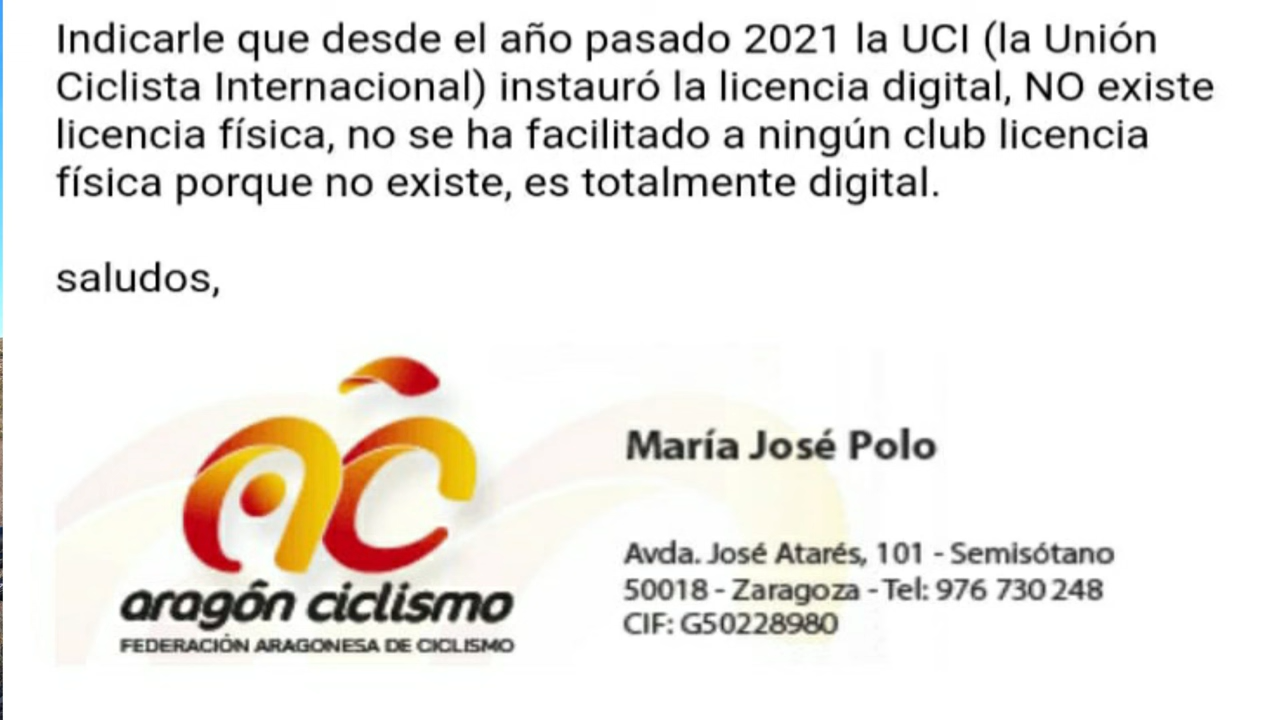 Indicarle que desde el año pasado 2021 la UCI (la Unión
Ciclista Internacional) instauró la licencia digital, NO existe
licencia física, no se ha facilitado a ningún club licencia
física porque no existe, es totalmente digital.
saludos,
aragón ciclismo
FEDERACIÓN ARAGONESA DE CICLISMO
María José Polo
Avda. José Atarés, 101 - Semisótano
50018 - Zaragoza - Tel: 976 730 248
CIF: G50228980